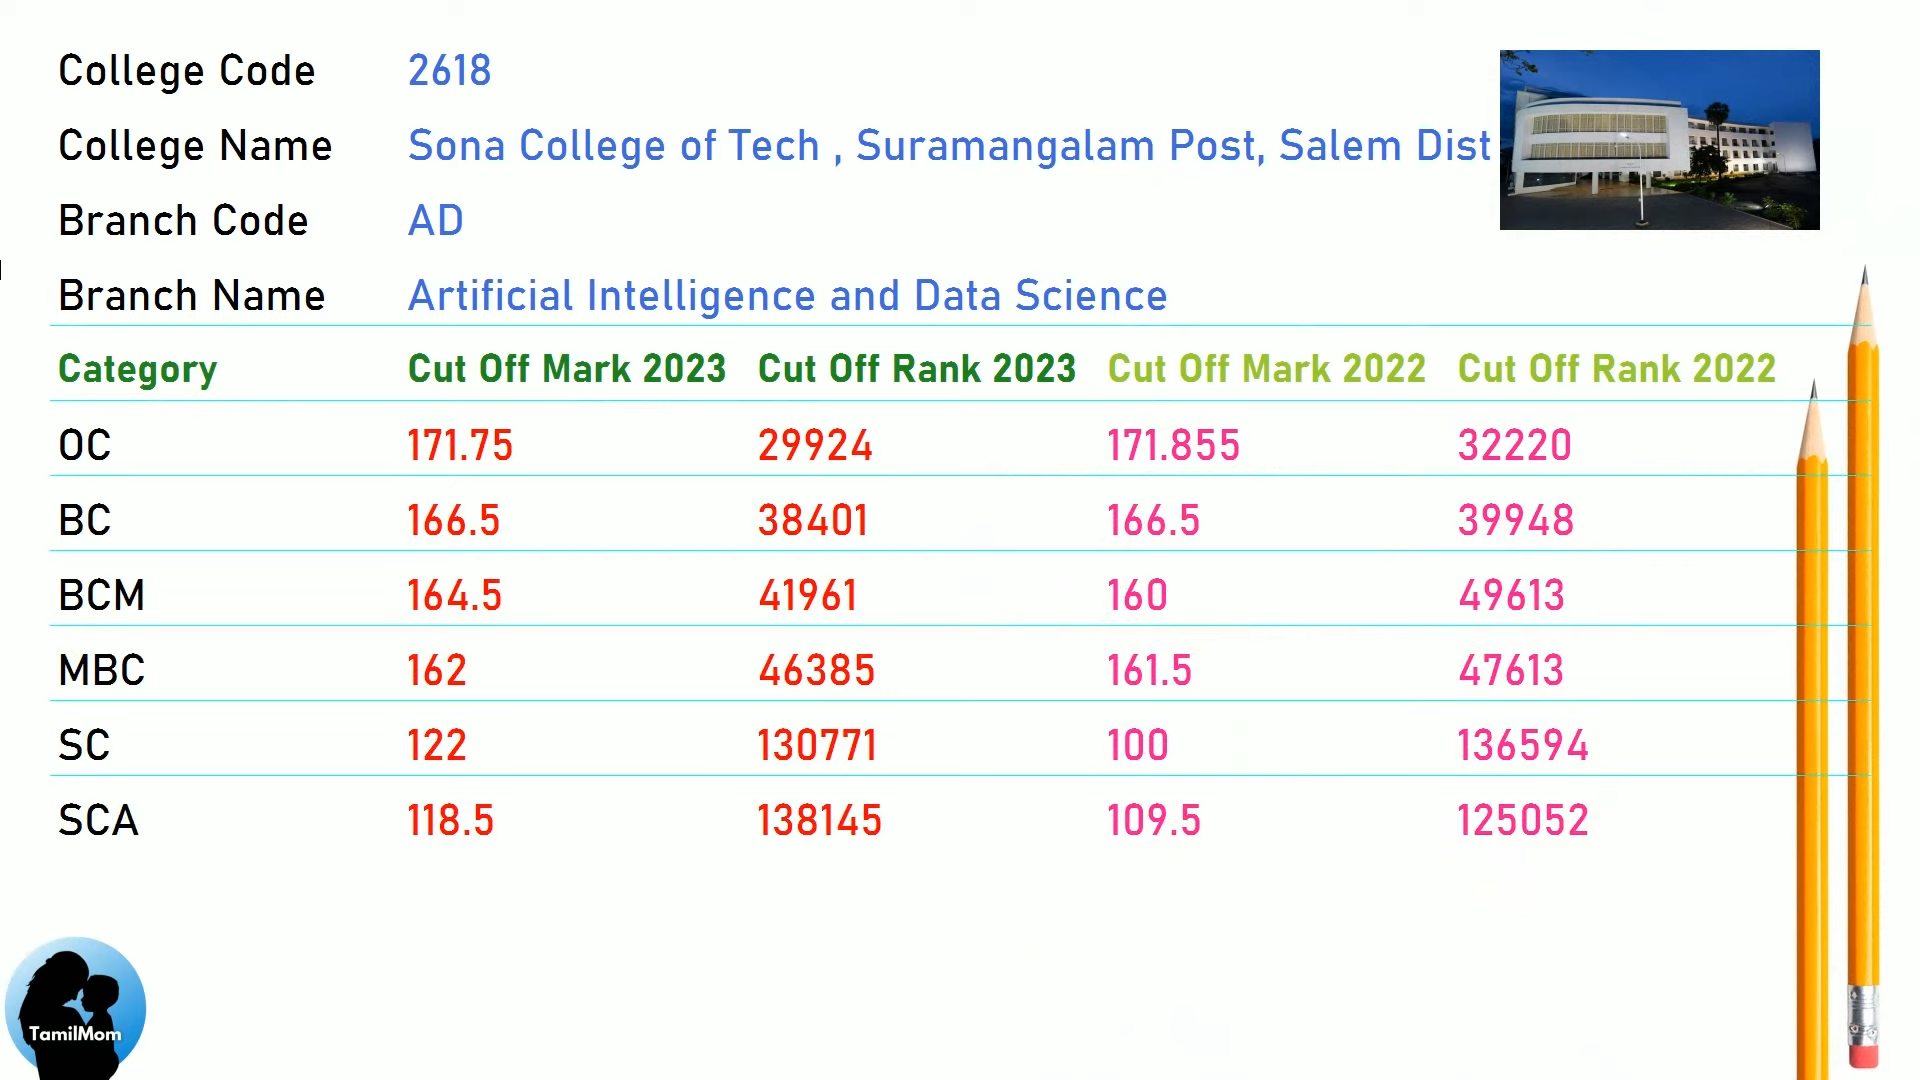 College Code 2618
College Name Sona College of Tech , Suramangalam Post, Salem Dist
Branch Code AD
Branch Name Artificial Intelligence and Data Science
Category Cut Off Mark 2023 Cut Off Rank 2023 Cut Off Mark 2022 Cut Off Rank 2022
OC 171.75 29924 171.855 32220
BC 166.5 38401 166.5 39948
BCM 164.5 41961 160 49613
MBC 162 46385 161.5 47613
SC 122 130771 100 136594
SCA 118.5 138145 109.5 125052
TamilMom